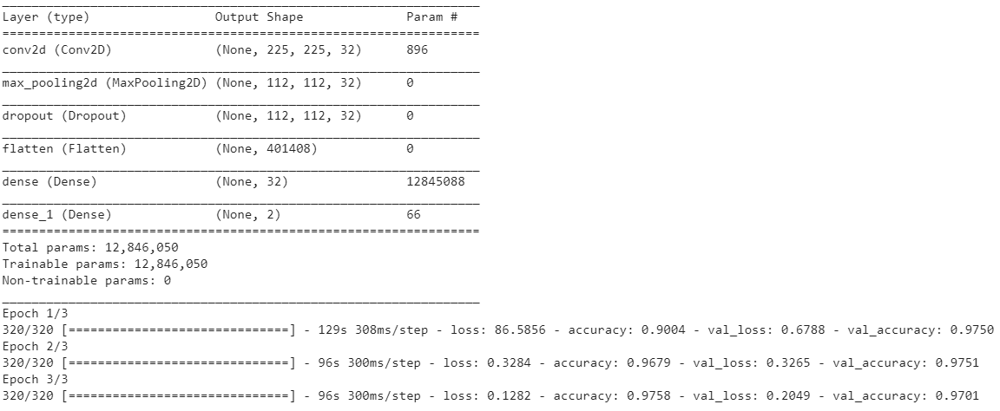 _________________________________________________________________
Layer (type)                 Output Shape              Param #
=================================================================
conv2d (Conv2D)              (None, 225, 225, 32)      896
_________________________________________________________________
max_pooling2d (MaxPooling2D) (None, 112, 112, 32)      0
_________________________________________________________________
dropout (Dropout)            (None, 112, 112, 32)      0
_________________________________________________________________
flatten (Flatten)            (None, 401408)            0
_________________________________________________________________
dense (Dense)                (None, 32)                12845088
_________________________________________________________________
dense_1 (Dense)              (None, 2)                 66
=================================================================
Total params: 12,846,050
Trainable params: 12,846,050
Non-trainable params: 0
_________________________________________________________________
Epoch 1/3
320/320 [==============================] - 129s 308ms/step - loss: 86.5856 - accuracy: 0.9004 - val_loss: 0.6788 - val_accuracy: 0.9750
Epoch 2/3
320/320 [==============================] - 96s 300ms/step - loss: 0.3284 - accuracy: 0.9679 - val_loss: 0.3265 - val_accuracy: 0.9751
Epoch 3/3
320/320 [==============================] - 96s 300ms/step - loss: 0.1282 - accuracy: 0.9758 - val_loss: 0.2049 - val_accuracy: 0.9701